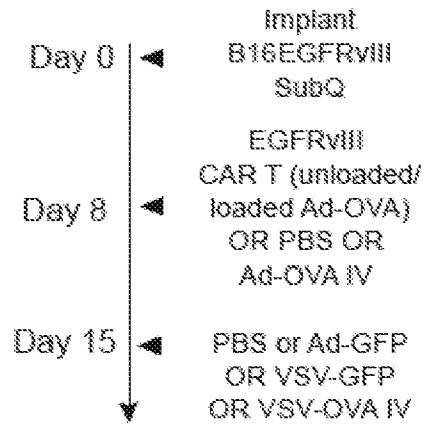 Day 0
Implant
B16EGFRvIII
SubQ
Day 8
EGFRvIII
CAR T (unloaded/
loaded Ad-OVA)
OR PBS OR
Ad-OVA IV
Day 15
PBS or Ad-GFP
OR VSV-GFP
OR VSV-OVA IV